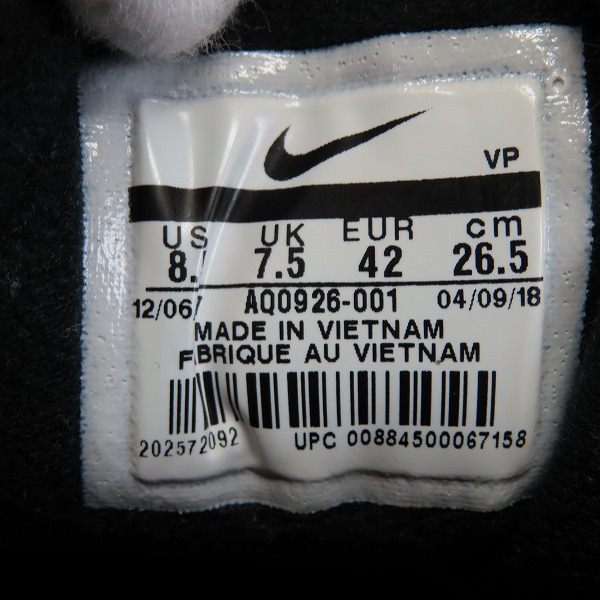 VP
US UK EUR cm
8. 7.5 42 26.5
12/06/ AQ0926-001 04/09/18
MADE IN VIETNAM
F BRIQUE AU VIETNAM
202572092 UPC 00884500067158